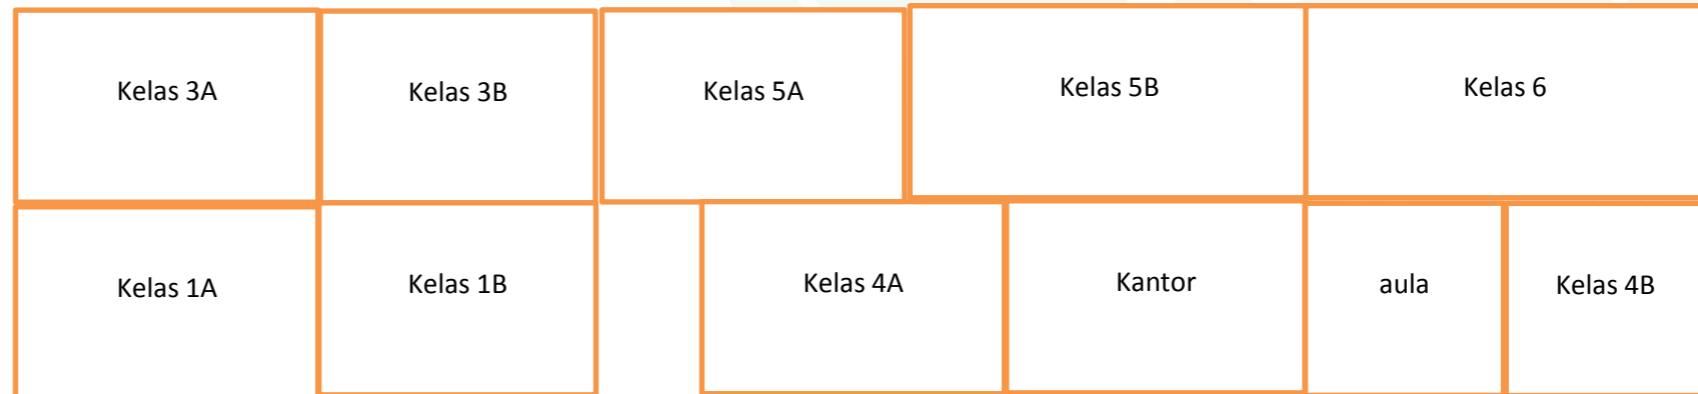 Kelas 3A
Kelas 3B
Kelas 5A
Kelas 5B
Kelas 6
Kelas 1A
Kelas 1B
Kelas 4A
Kantor
aula
Kelas 4B